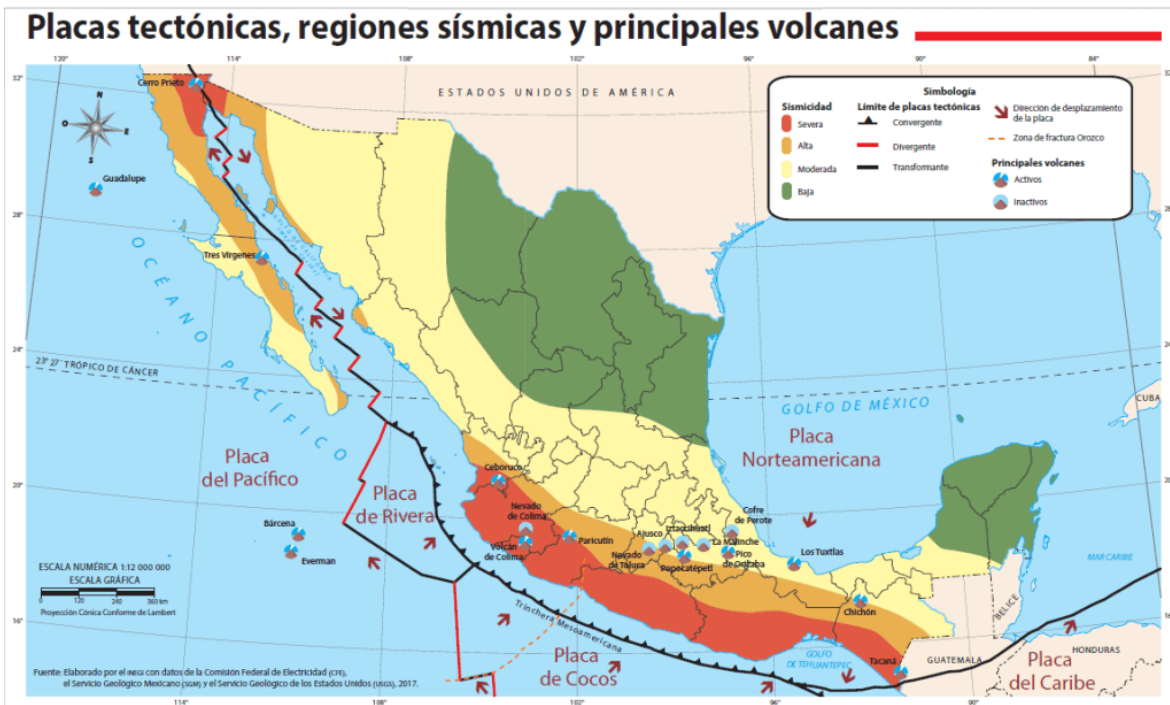 Placas tectónicas, regiones sísmicas y principales volcanes
120°
114°
108°
102°
96°
90°
84°
32°
28°
24°
20°
16°
Cerro Prieto
ESTADOS UNIDOS DE AMÉRICA
N
O
E
S
Guadalupe
Simbología
Sismicidad
Severa
Alta
Moderada
Baja
Límite de placas tectónicas
Convergente
Divergente
Transformante
Dirección de desplazamiento
de la placa
Zona de fractura Orozco
Principales volcanes
Activos
Inactivos
Tres Vírgenes
OCÉANO PACÍFICO
23° 27' TRÓPICO DE CÁNCER
GOLFO DE MÉXICO
CUBA
Placa
Norteamericana
Placa
del Pacífico
Placa
de Rivera
Ceboruco
Nevado
de Colima
Volcán
de Colima
Paricutín
Ajusco
Iztaccíhuatl
La Malinche
Cofre
de Perote
Nevado
de Toluca
Popocatépetl
Pico
de Orizaba
Los Tuxtlas
Bárcena
Everman
MAR CARIBE
BELICE
Chichón
Trinchera Mesoamericana
GOLFO
DE TEHUANTEPEC
Tacaná
GUATEMALA
HONDURAS
Placa
de Cocos
Placa
del Caribe
ESCALA NUMÉRICA 1:12 000 000
ESCALA GRÁFICA
0 120 240 360 km
Proyección Cónica Conforme de Lambert
Fuente: Elaborado por el INEGI con datos de la Comisión Federal de Electricidad (CFE),
el Servicio Geológico Mexicano (SGM) y el Servicio Geológico de los Estados Unidos (USGS), 2017.
114°
108°
102°
96°
90°